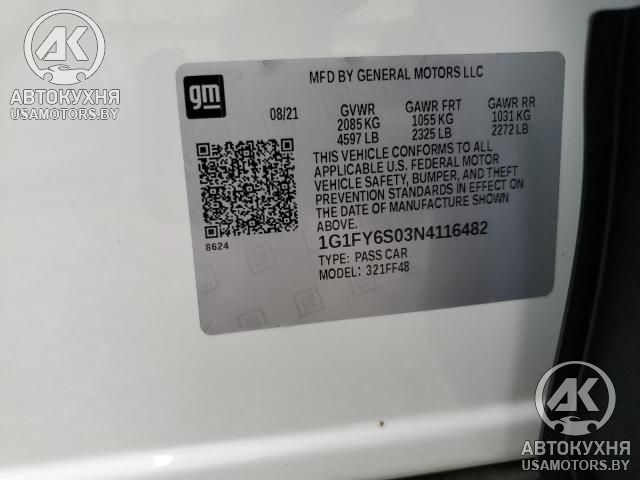 АК
АВТОКУХНЯ
USAMOTORS.BY
gm
MFD BY GENERAL MOTORS LLC
08/21 GVWR GAWR FRT GAWR RR
2085 KG 1055 KG 1031 KG
4597 LB 2325 LB 2272 LB
THIS VEHICLE CONFORMS TO ALL
APPLICABLE U.S. FEDERAL MOTOR
VEHICLE SAFETY, BUMPER, AND THEFT
PREVENTION STANDARDS IN EFFECT ON
THE DATE OF MANUFACTURE SHOWN
ABOVE.
8624
1G1FY6S03N4116482
TYPE: PASS CAR
MODEL: 321FF48
АК
АВТОКУХНЯ
USAMOTORS.BY